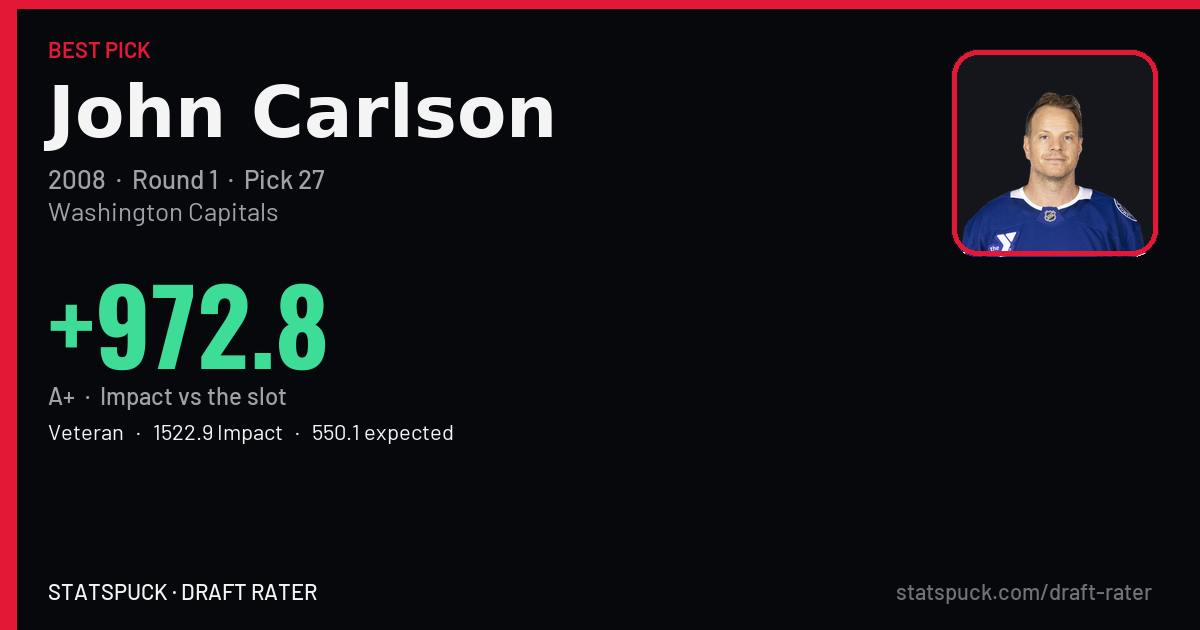 BEST PICK
John Carlson
2008 · Round 1 · Pick 27
Washington Capitals
+972.8
A+ · Impact vs the slot
Veteran · 1522.9 Impact · 550.1 expected
STATSPUCK · DRAFT RATER
statspuck.com/draft-rater
the